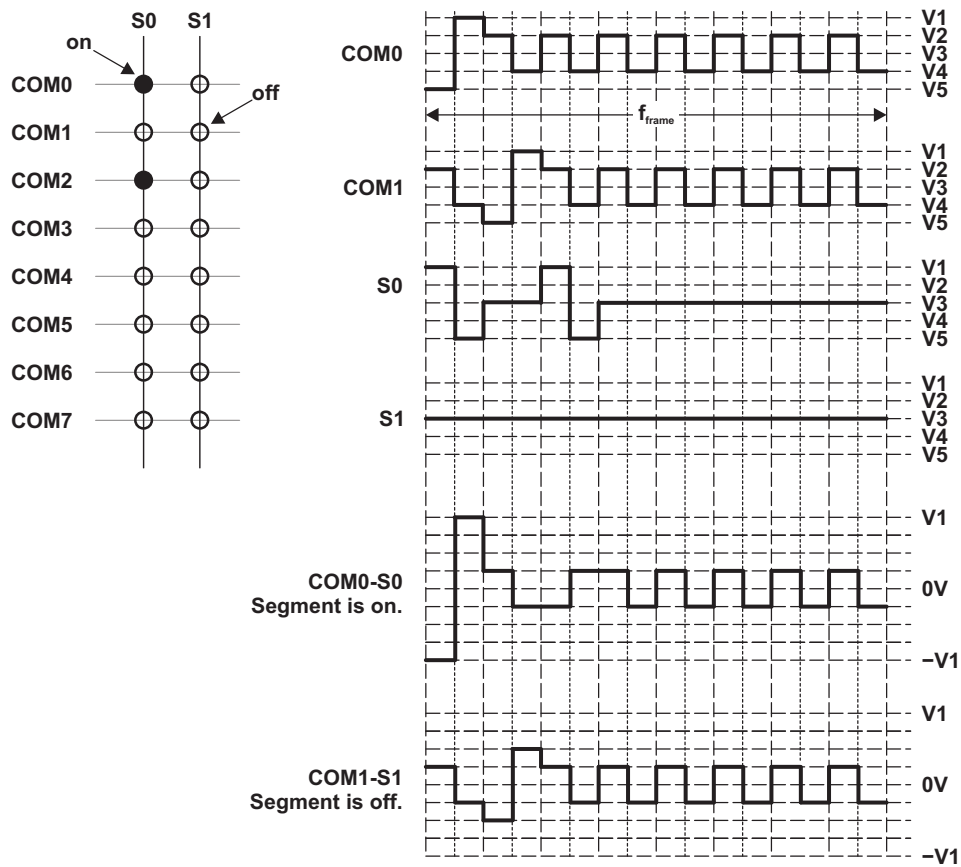 S0 S1
on
off
COM0
COM1
COM2
COM3
COM4
COM5
COM6
COM7
COM0
V1
V2
V3
V4
V5
fframe
COM1
V1
V2
V3
V4
V5
S0
V1
V2
V3
V4
V5
S1
V1
V2
V3
V4
V5
COM0-S0
Segment is on.
V1
0V
−V1
COM1-S1
Segment is off.
V1
0V
−V1